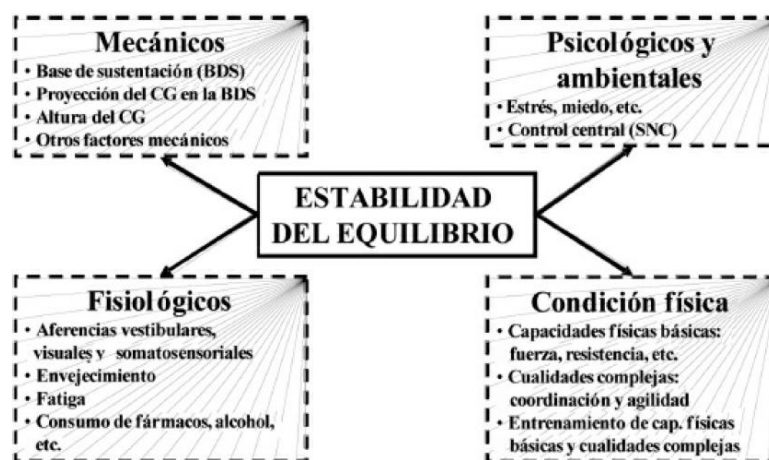 Mecánicos
• Base de sustentación (BDS)
• Proyección del CG en la BDS
• Altura del CG
• Otros factores mecánicos
Psicológicos y
ambientales
• Estrés, miedo, etc.
• Control central (SNC)
ESTABILIDAD
DEL EQUILIBRIO
Fisiológicos
• Aferencias vestibulares,
visuales y somatosensoriales
• Envejecimiento
• Fatiga
• Consumo de fármacos, alcohol,
etc.
Condición física
• Capacidades físicas básicas:
fuerza, resistencia, etc.
• Cualidades complejas:
coordinación y agilidad
• Entrenamiento de cap. físicas
básicas y cualidades complejas